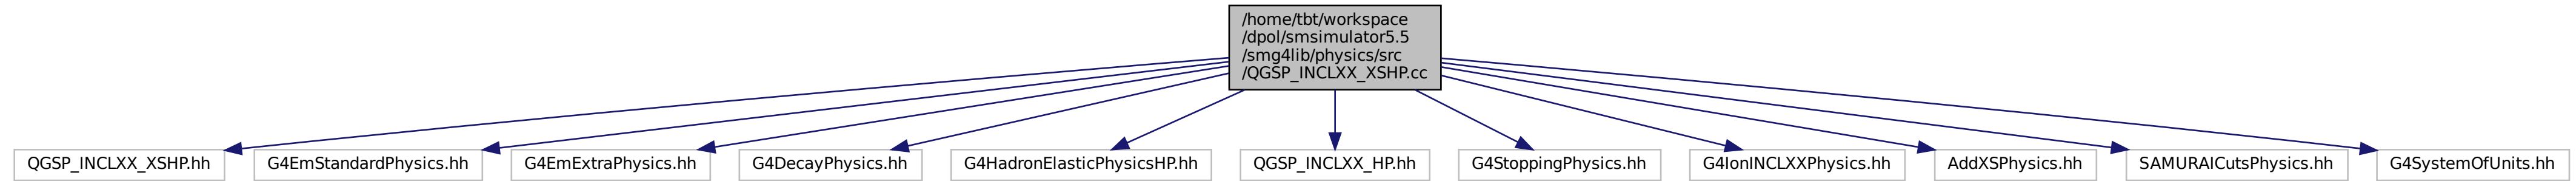 /home/tbt/workspace
/dpol/smsimulator5.5
/smg4lib/physics/src
/QGSP_INCLXX_XSHP.cc
QGSP_INCLXX_XSHP.hh
G4EmStandardPhysics.hh
G4EmExtraPhysics.hh
G4DecayPhysics.hh
G4HadronElasticPhysicsHP.hh
QGSP_INCLXX_HP.hh
G4StoppingPhysics.hh
G4IonINCLXXPhysics.hh
AddXSPhysics.hh
SAMURAICutsPhysics.hh
G4SystemOfUnits.hh